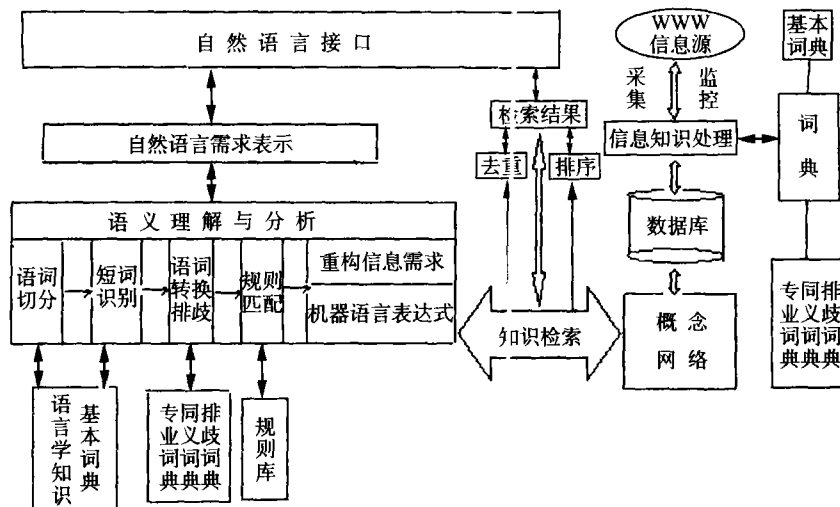 自然语言接口
WWW
信息源
基本
词典
采集
监控
检索结果
自然语言需求表示
去重
排序
信息知识处理
词典
语义理解与分析
数据库
语词
切分
短词
识别
语词
转换
排歧
规则
匹配
重构信息需求
机器语言表达式
知识检索
概念
网络
专业词典
同义词典
排歧词典
语言学知识
基本词典
专业词典
同义词典
排歧词典
规则库